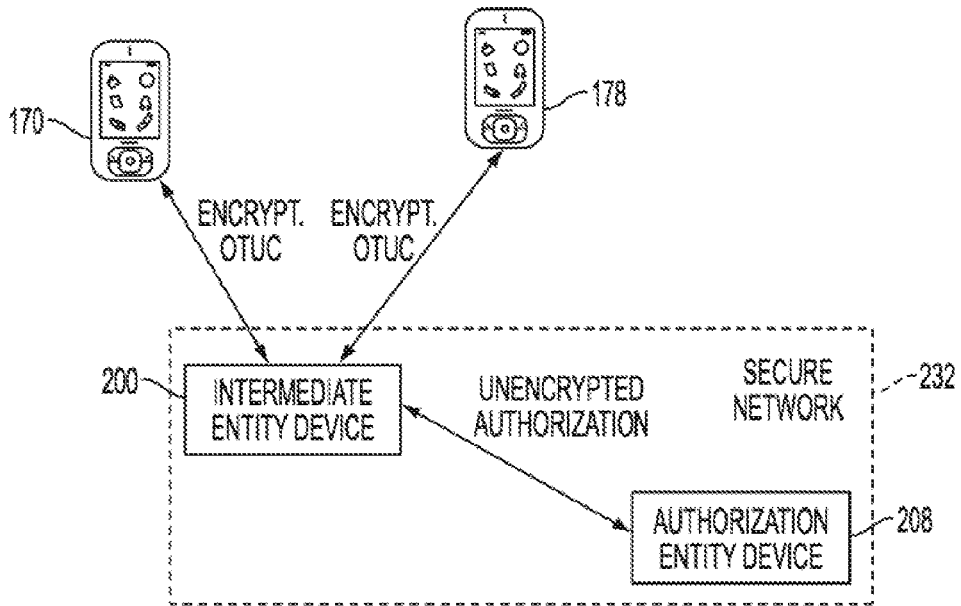 170
178
ENCRYPT.
OTUC
ENCRYPT.
OTUC
200
INTERMEDIATE
ENTITY DEVICE
UNENCRYPTED
AUTHORIZATION
SECURE
NETWORK
232
AUTHORIZATION
ENTITY DEVICE
208